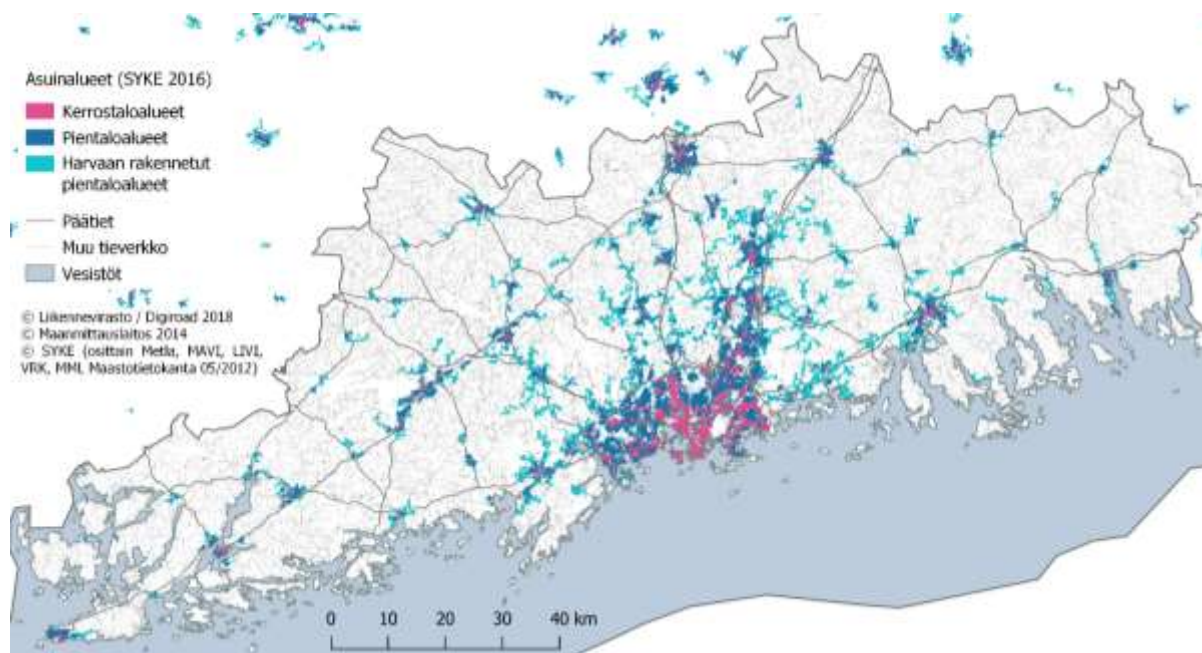 Asuinalueet (SYKE 2016)
Kerrostaloalueet
Pientaloalueet
Harvaan rakennetut
pientaloalueet
Päätiet
Muu tieverkko
Vesistöt
© Liikennevirasto / Digiroad 2018
© Maanmittauslaitos 2014
© SYKE (osittain Metla, MAVI, LIVI,
VRK, MML Maastotietokanta 05/2012)
0 10 20 30 40 km